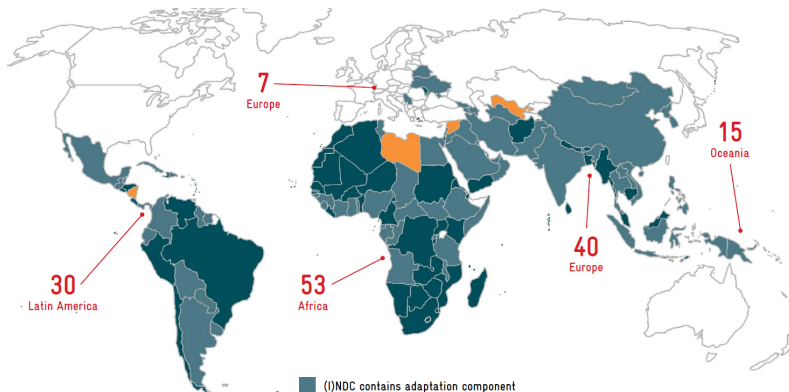 7
Europe
15
Oceania
40
Europe
30
Latin America
53
Africa
(I)NDC contains adaptation component